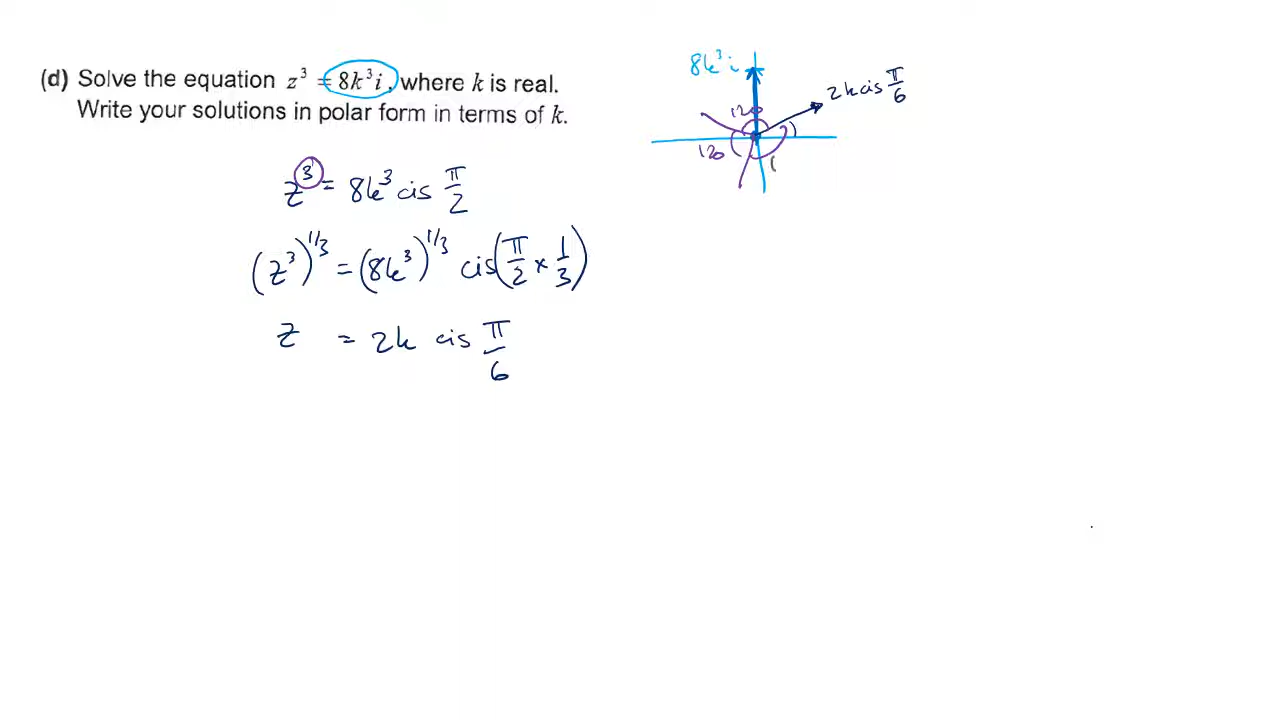 (d) Solve the equation z³ = 8k³i, where k is real.
Write your solutions in polar form in terms of k.
z³ = 8k³ cis π/2
(z³)^1/3 = (8k³)^1/3 cis(π/2 × 1/3)
z = 2k cis π/6
8k³i
2k cis π/6
120
120